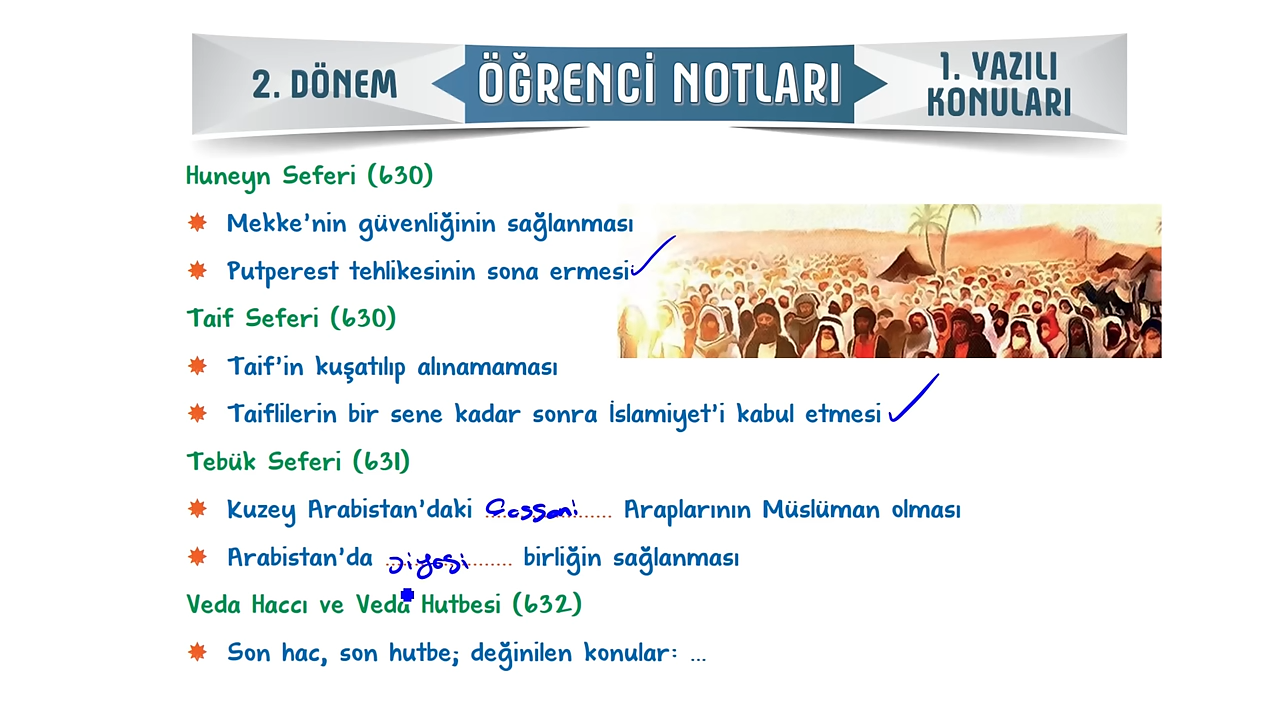 2. DÖNEM
ÖĞRENCİ NOTLARI
1. YAZILI
KONULARI
Huneyn Seferi (630)
Mekke'nin güvenliğinin sağlanması
Putperest tehlikesinin sona ermesi
Taif Seferi (630)
Taif'in kuşatılıp alınamaması
Taiflilerin bir sene kadar sonra İslamiyet'i kabul etmesi
Tebük Seferi (631)
Kuzey Arabistan'daki Gassani Araplarının Müslüman olması
Arabistan'da siyasi birliğin sağlanması
Veda Haccı ve Veda Hutbesi (632)
Son hac, son hutbe; değinilen konular: ...